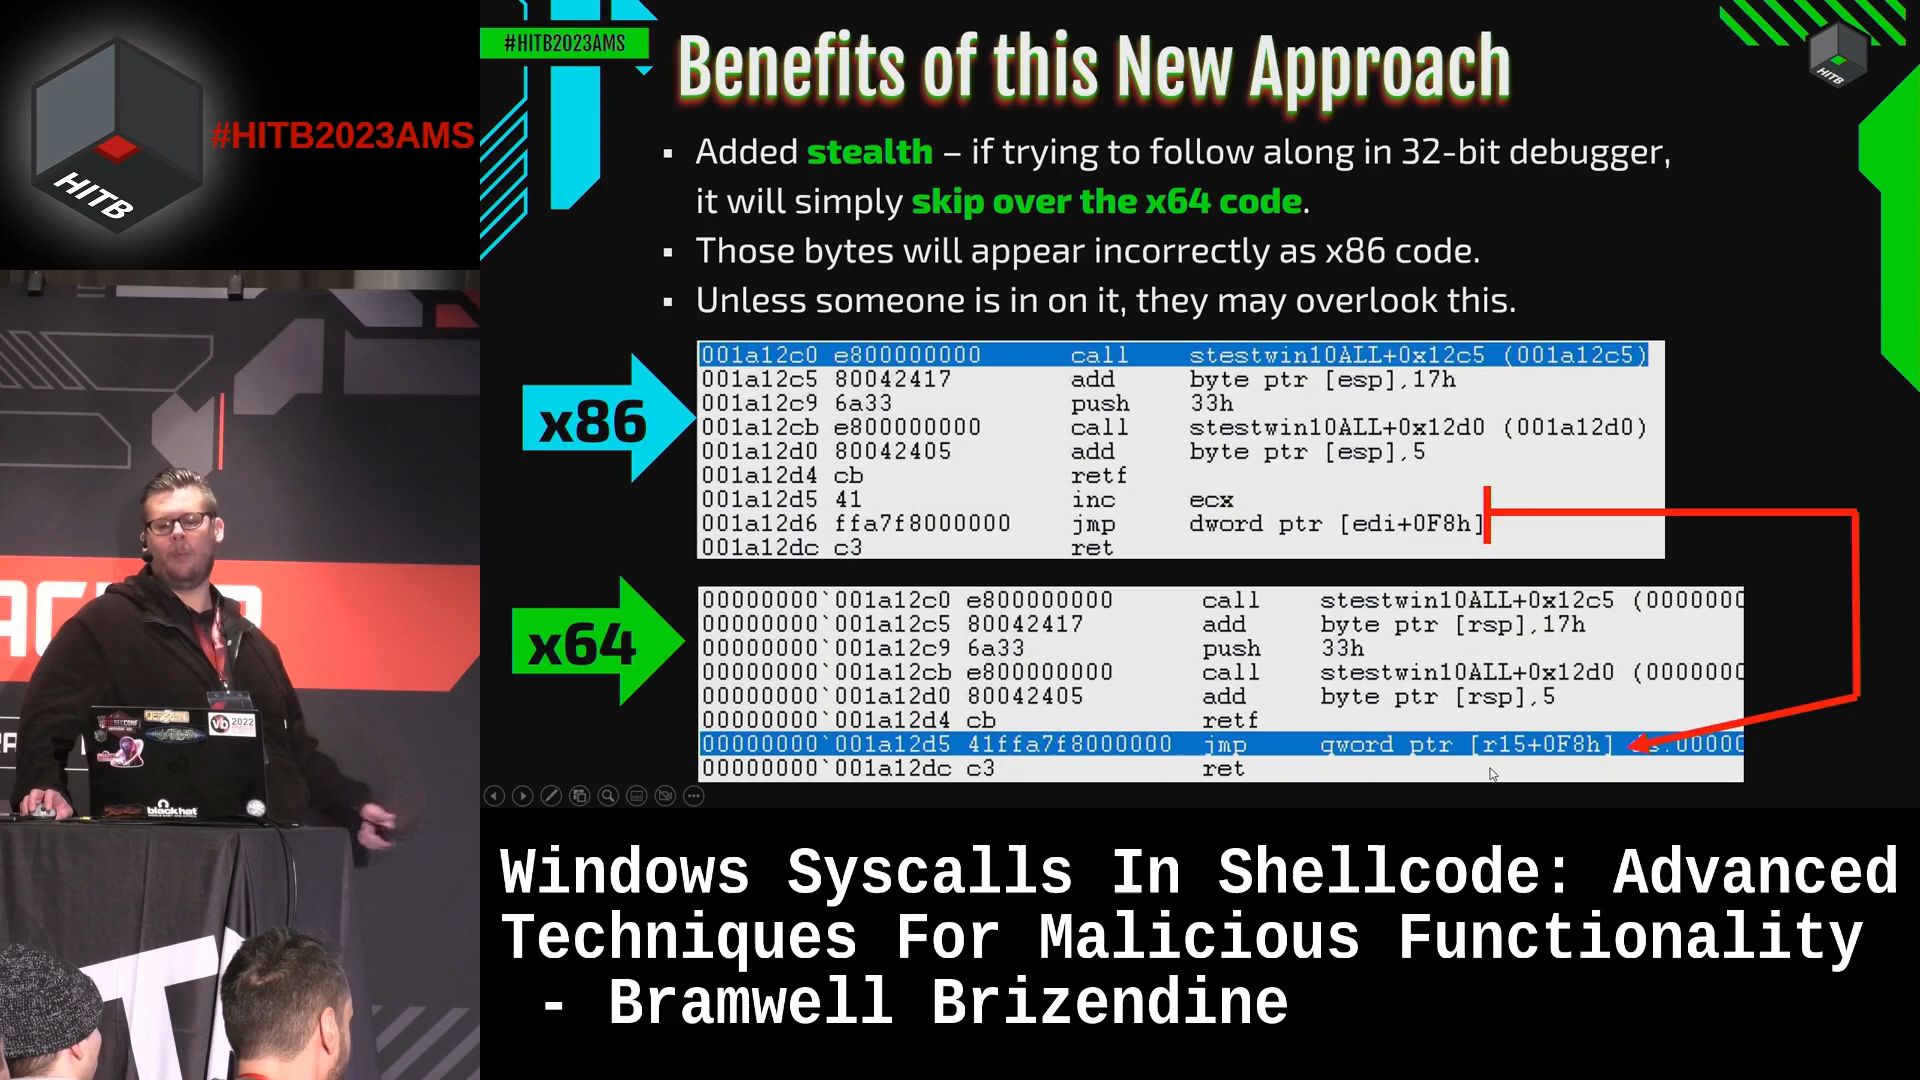 HITB
#HITB2023AMS
#HITB2023AMS
Benefits of this New Approach
HITB
▪ Added stealth – if trying to follow along in 32-bit debugger,
it will simply skip over the x64 code.
▪ Those bytes will appear incorrectly as x86 code.
▪ Unless someone is in on it, they may overlook this.
x86
001a12c0 e800000000 call stestwin10ALL+0x12c5 (001a12c5)
001a12c5 80042417 add byte ptr [esp],17h
001a12c9 6a33 push 33h
001a12cb e800000000 call stestwin10ALL+0x12d0 (001a12d0)
001a12d0 80042405 add byte ptr [esp],5
001a12d4 cb retf
001a12d5 41 inc ecx
001a12d6 ffa7f8000000 jmp dword ptr [edi+0F8h]
001a12dc c3 ret
x64
00000000`001a12c0 e800000000 call stestwin10ALL+0x12c5 (0000000
00000000`001a12c5 80042417 add byte ptr [rsp],17h
00000000`001a12c9 6a33 push 33h
00000000`001a12cb e800000000 call stestwin10ALL+0x12d0 (0000000
00000000`001a12d0 80042405 add byte ptr [rsp],5
00000000`001a12d4 cb retf
00000000`001a12d5 41ffa7f8000000 jmp qword ptr [r15+0F8h]
00000000`001a12dc c3 ret
vb 2022
black hat
Windows Syscalls In Shellcode: Advanced
Techniques For Malicious Functionality
- Bramwell Brizendine